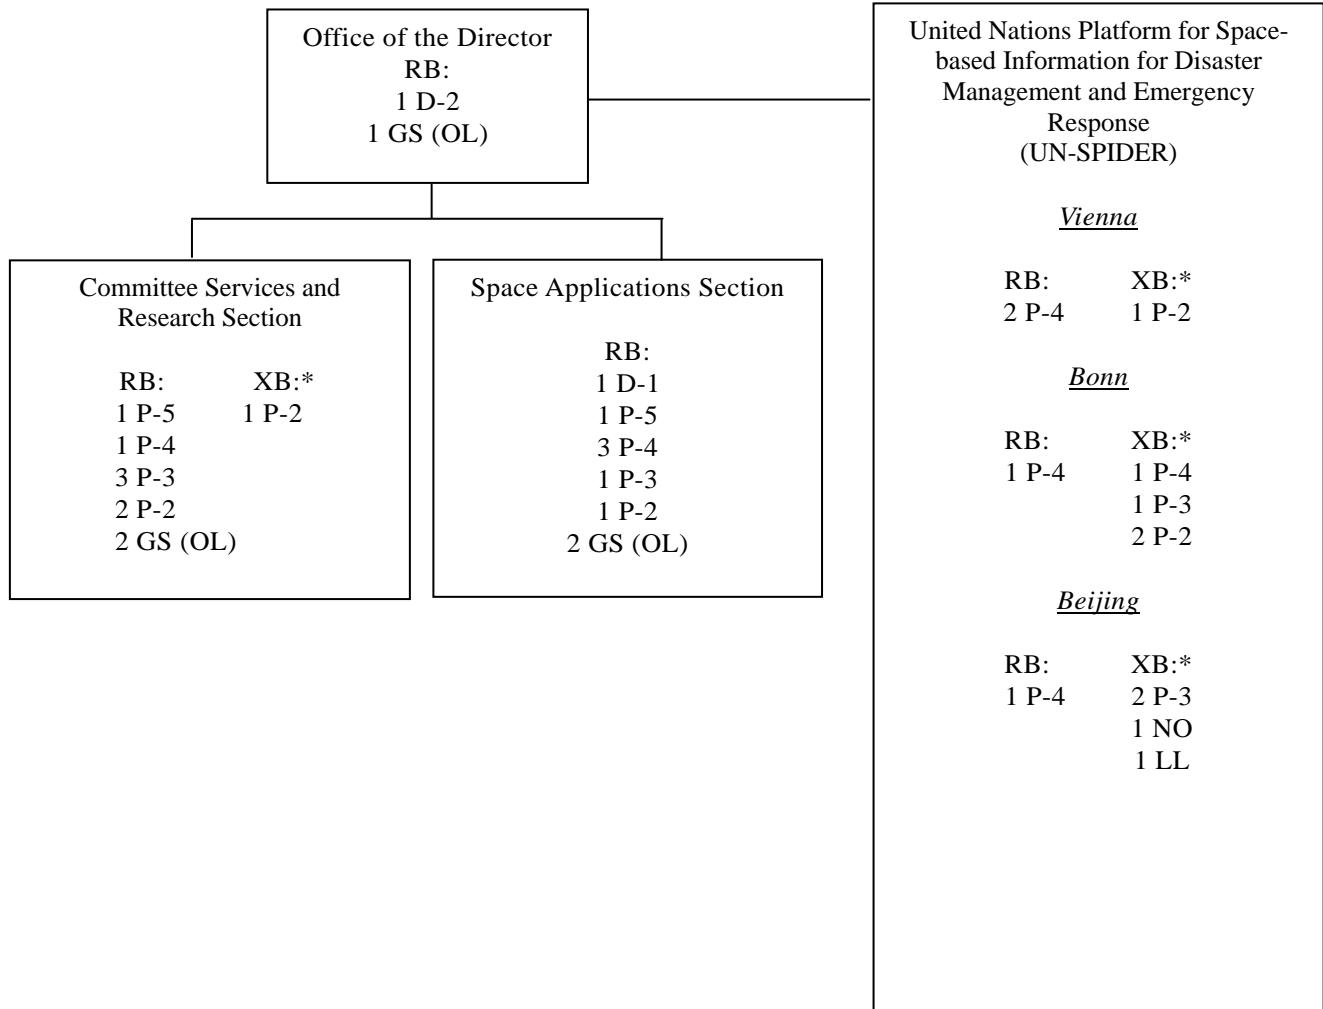 Office of the Director
RB:
1 D-2
1 GS (OL)
Committee Services and
Research Section
RB: XB:*
1 P-5 1 P-2
1 P-4
3 P-3
2 P-2
2 GS (OL)
Space Applications Section
RB:
1 D-1
1 P-5
3 P-4
1 P-3
1 P-2
2 GS (OL)
United Nations Platform for Space-
based Information for Disaster
Management and Emergency
Response
(UN-SPIDER)
Vienna
RB: XB:*
2 P-4 1 P-2
Bonn
RB: XB:*
1 P-4 1 P-4
1 P-3
2 P-2
Beijing
RB: XB:*
1 P-4 2 P-3
1 NO
1 LL